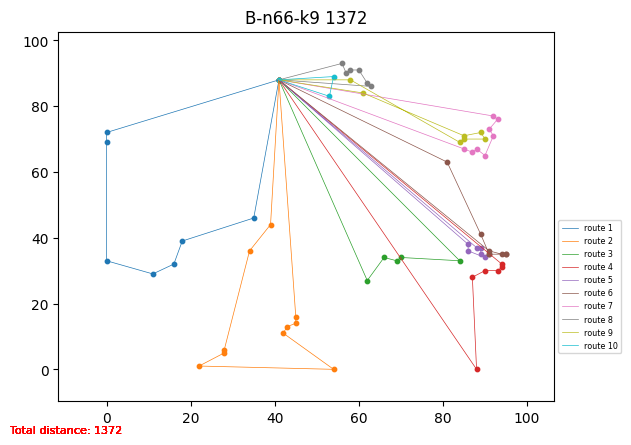 B-n66-k9 1372
100
80
60
40
20
0
0 20 40 60 80 100
route 1
route 2
route 3
route 4
route 5
route 6
route 7
route 8
route 9
route 10
Total distance: 1372